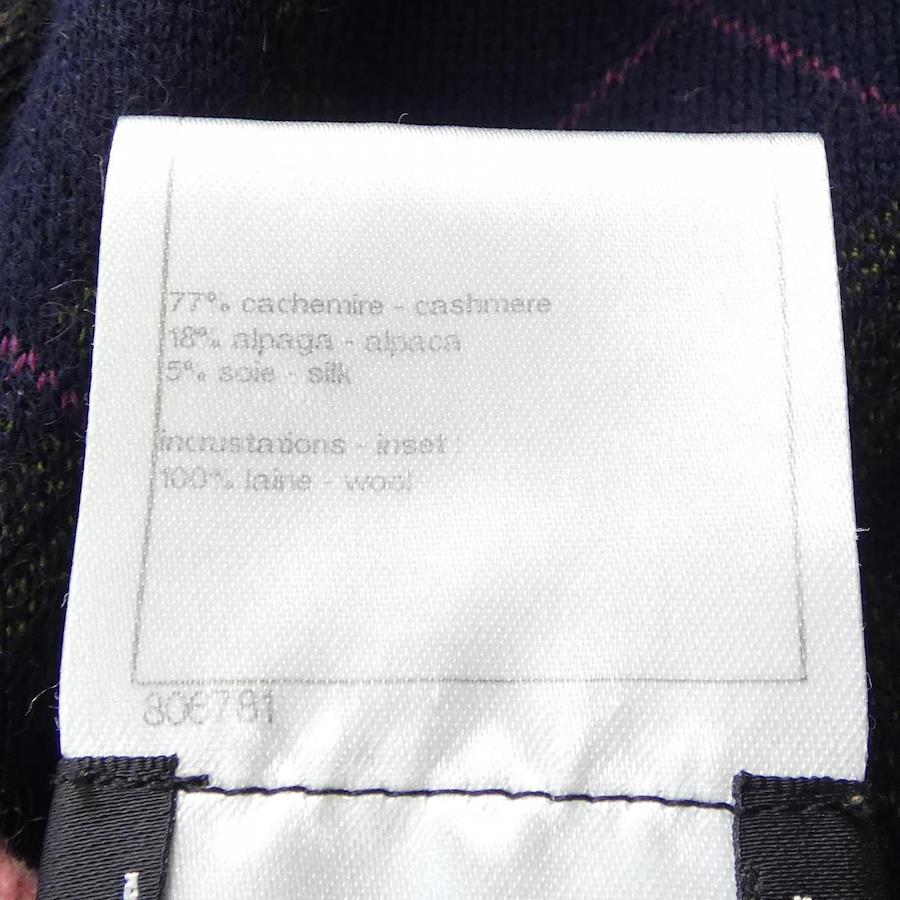 77% cachemire - cashmere
18% alpaga - alpaca
5% soie - silk
incrustations - inset
100% laine - wool
806781